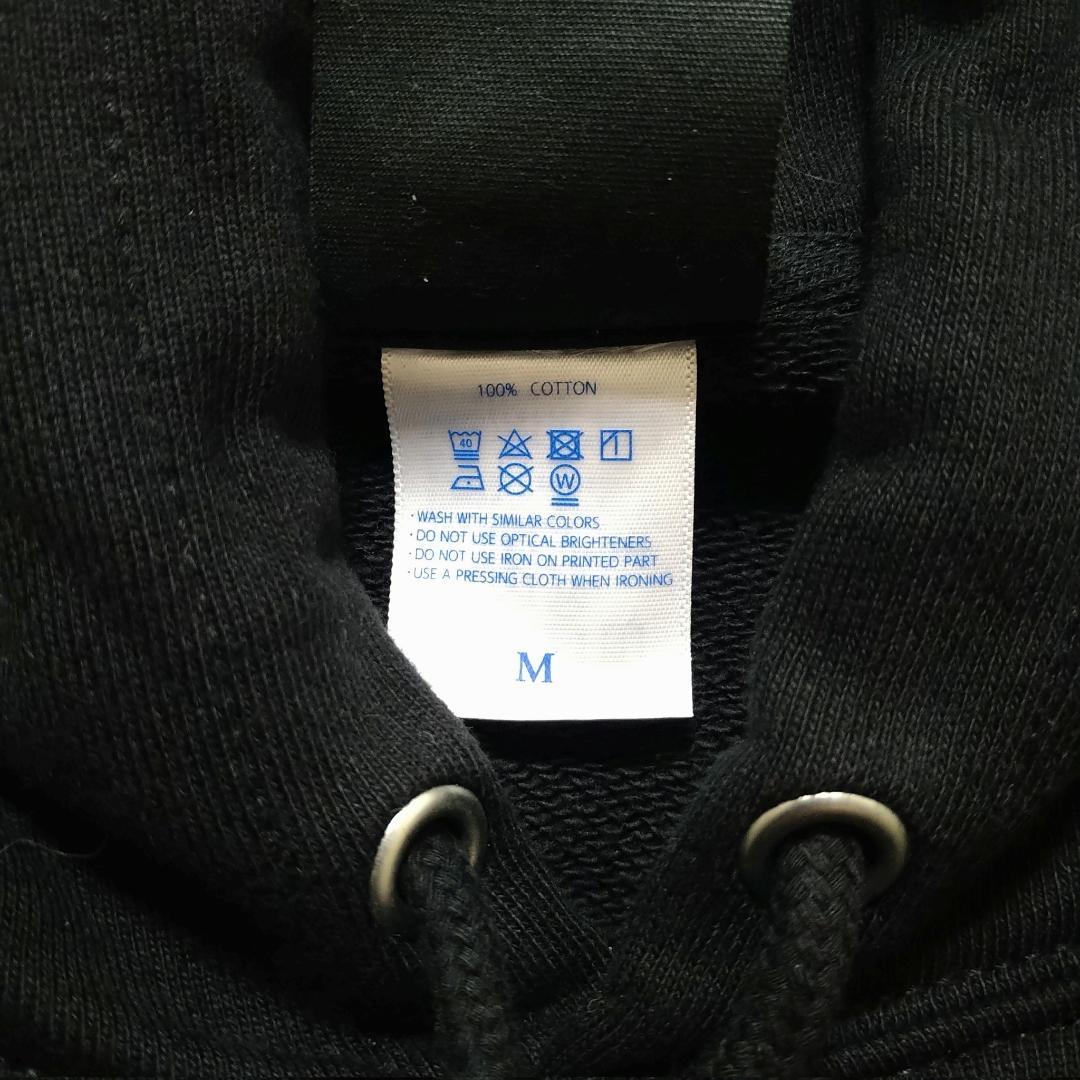 100% COTTON
40
W
·WASH WITH SIMILAR COLORS
·DO NOT USE OPTICAL BRIGHTENERS
·DO NOT USE IRON ON PRINTED PART
·USE A PRESSING CLOTH WHEN IRONING
M